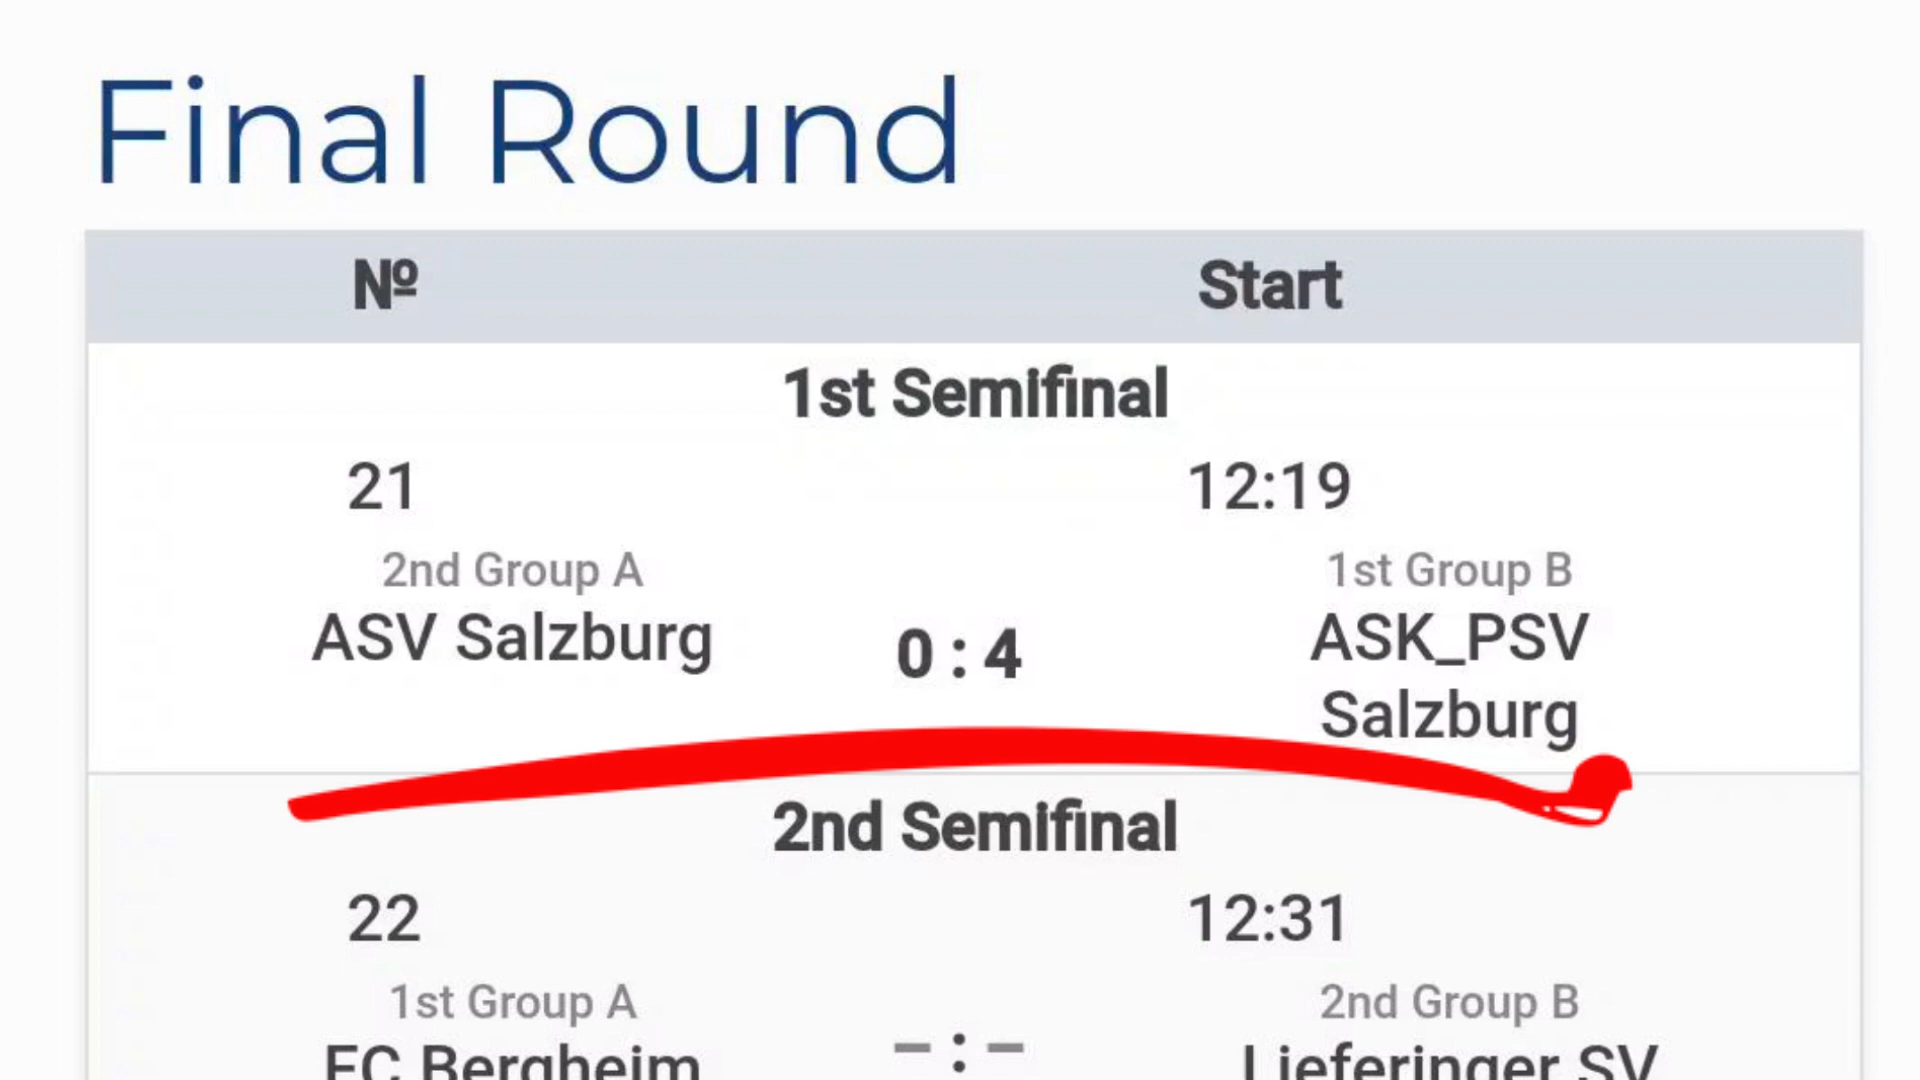 Final Round
Nº Start
1st Semifinal
21 12:19
2nd Group A 1st Group B
ASV Salzburg 0 : 4 ASK_PSV
Salzburg
2nd Semifinal
22 12:31
1st Group A 2nd Group B
FC Bergheim - : - Lieferinger SV